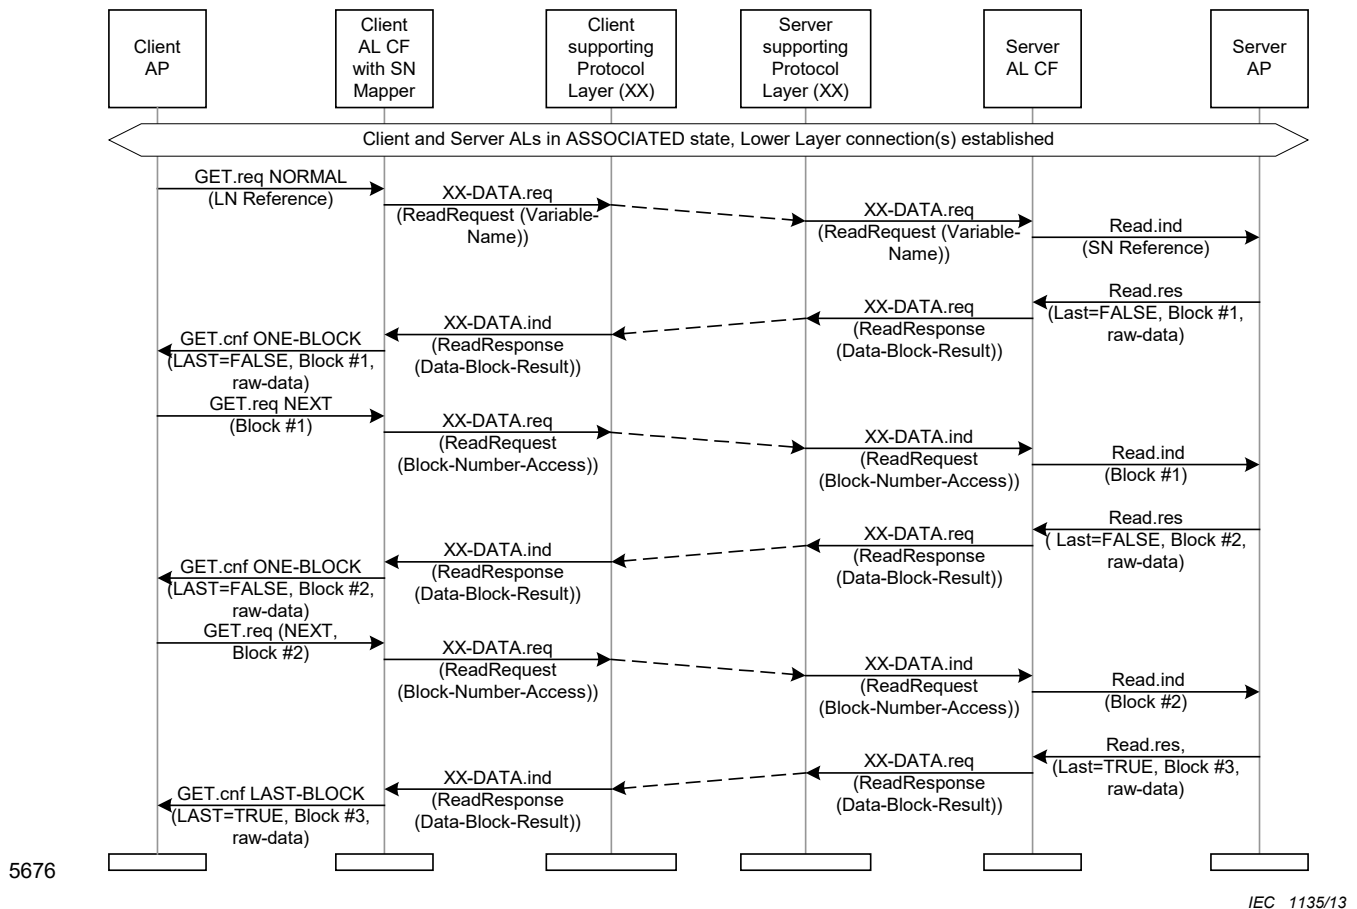 Client
AP
Client
AL CF
with SN
Mapper
Client
supporting
Protocol
Layer (XX)
Server
supporting
Protocol
Layer (XX)
Server
AL CF
Server
AP
Client and Server ALs in ASSOCIATED state, Lower Layer connection(s) established
GET.req NORMAL
(LN Reference)
XX-DATA.req
(ReadRequest (Variable-
Name))
XX-DATA.req
(ReadRequest (Variable-
Name))
Read.ind
(SN Reference)
Read.res
(Last=FALSE, Block #1,
raw-data)
XX-DATA.req
(ReadResponse
(Data-Block-Result))
XX-DATA.ind
(ReadResponse
(Data-Block-Result))
GET.cnf ONE-BLOCK
(LAST=FALSE, Block #1,
raw-data)
GET.req NEXT
(Block #1)
XX-DATA.req
(ReadRequest
(Block-Number-Access))
XX-DATA.ind
(ReadRequest
(Block-Number-Access))
Read.ind
(Block #1)
Read.res
( Last=FALSE, Block #2,
raw-data)
XX-DATA.req
(ReadResponse
(Data-Block-Result))
XX-DATA.ind
(ReadResponse
(Data-Block-Result))
GET.cnf ONE-BLOCK
(LAST=FALSE, Block #2,
raw-data)
GET.req (NEXT,
Block #2)
XX-DATA.req
(ReadRequest
(Block-Number-Access))
XX-DATA.ind
(ReadRequest
(Block-Number-Access))
Read.ind
(Block #2)
Read.res,
(Last=TRUE, Block #3,
raw-data)
XX-DATA.req
(ReadResponse
(Data-Block-Result))
XX-DATA.ind
(ReadResponse
(Data-Block-Result))
GET.cnf LAST-BLOCK
(LAST=TRUE, Block #3,
raw-data)
5676
IEC 1135/13